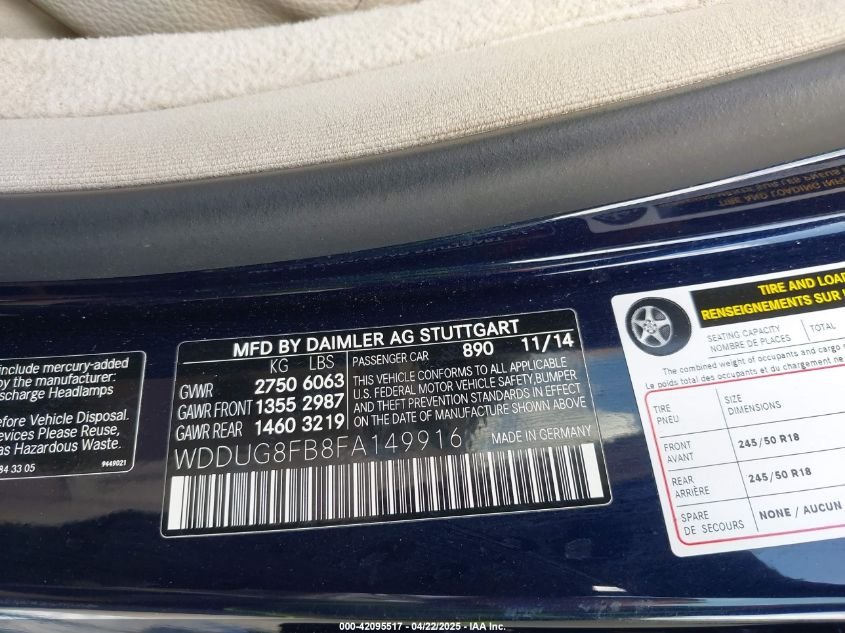 include mercury-added
by the manufacturer:
scharge Headlamps
efore Vehicle Disposal.
evices Please Reuse,
as Hazardous Waste.
84 33 05
9449021
MFD BY DAIMLER AG STUTTGART
KG LBS
GVWR 2750 6063
GAWR FRONT 1355 2987
GAWR REAR 1460 3219
PASSENGER CAR 890 11/14
THIS VEHICLE CONFORMS TO ALL APPLICABLE
U.S. FEDERAL MOTOR VEHICLE SAFETY, BUMPER
AND THEFT PREVENTION STANDARDS IN EFFECT
ON THE DATE OF MANUFACTURE SHOWN ABOVE
WDDUG8FB8FA149916
MADE IN GERMANY
TIRE AND LOA
RENSEIGNEMENTS SUR
SEATING CAPACITY
NOMBRE DE PLACES
TOTAL
The combined weight of occupants and cargo
Le poids total des occupants et du chargement ne
TIRE
PNEU
SIZE
DIMENSIONS
FRONT
AVANT
245/50 R18
REAR
ARRIÈRE
245/50 R18
SPARE
DE SECOURS
NONE / AUCUN
000-42095517 - 04/22/2025 - IAA Inc.